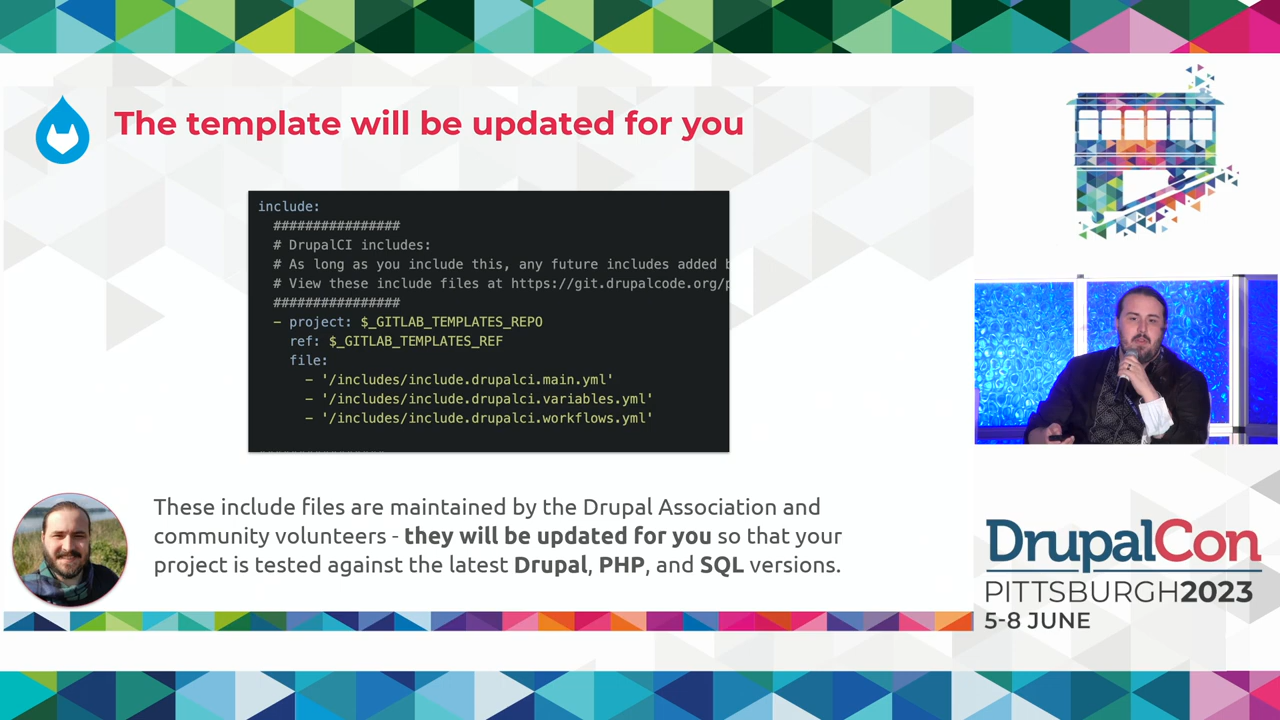 The template will be updated for you
include:
################
# DrupalCI includes:
# As long as you include this, any future includes added
# View these include files at https://git.drupalcode.org/
################
– project: $_GITLAB_TEMPLATES_REPO
ref: $_GITLAB_TEMPLATES_REF
file:
– '/includes/include.drupalci.main.yml'
– '/includes/include.drupalci.variables.yml'
– '/includes/include.drupalci.workflows.yml'
These include files are maintained by the Drupal Association and
community volunteers - they will be updated for you so that your
project is tested against the latest Drupal, PHP, and SQL versions.
DrupalCon
PITTSBURGH2023
5-8 JUNE